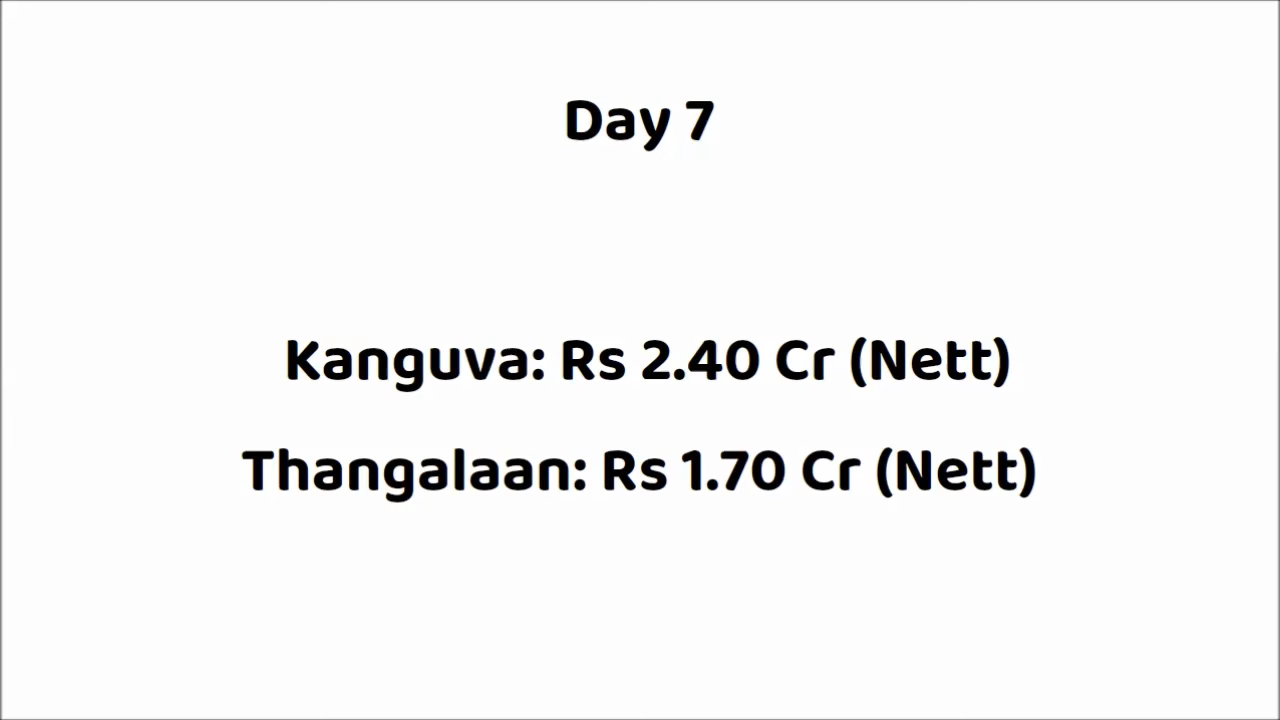 Day 7
Kanguva: Rs 2.40 Cr (Nett)
Thangalaan: Rs 1.70 Cr (Nett)